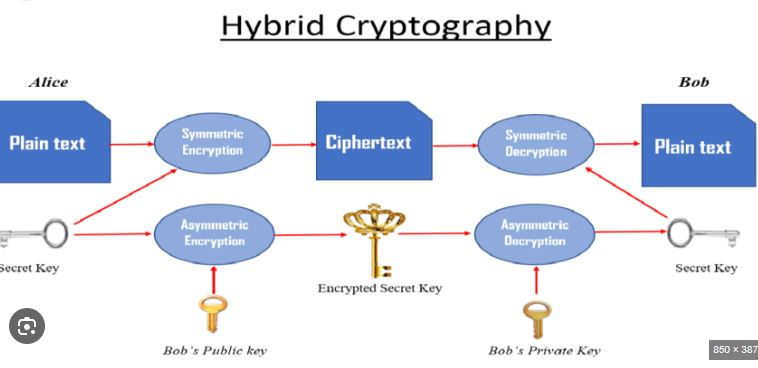 Hybrid Cryptography
Alice
Bob
Plain text
Symmetric
Encryption
Ciphertext
Symmetric
Decryption
Plain text
Asymmetric
Encryption
Asymmetric
Decryption
Secret Key
Encrypted Secret Key
Secret Key
Bob's Public key
Bob's Private Key
850 × 387